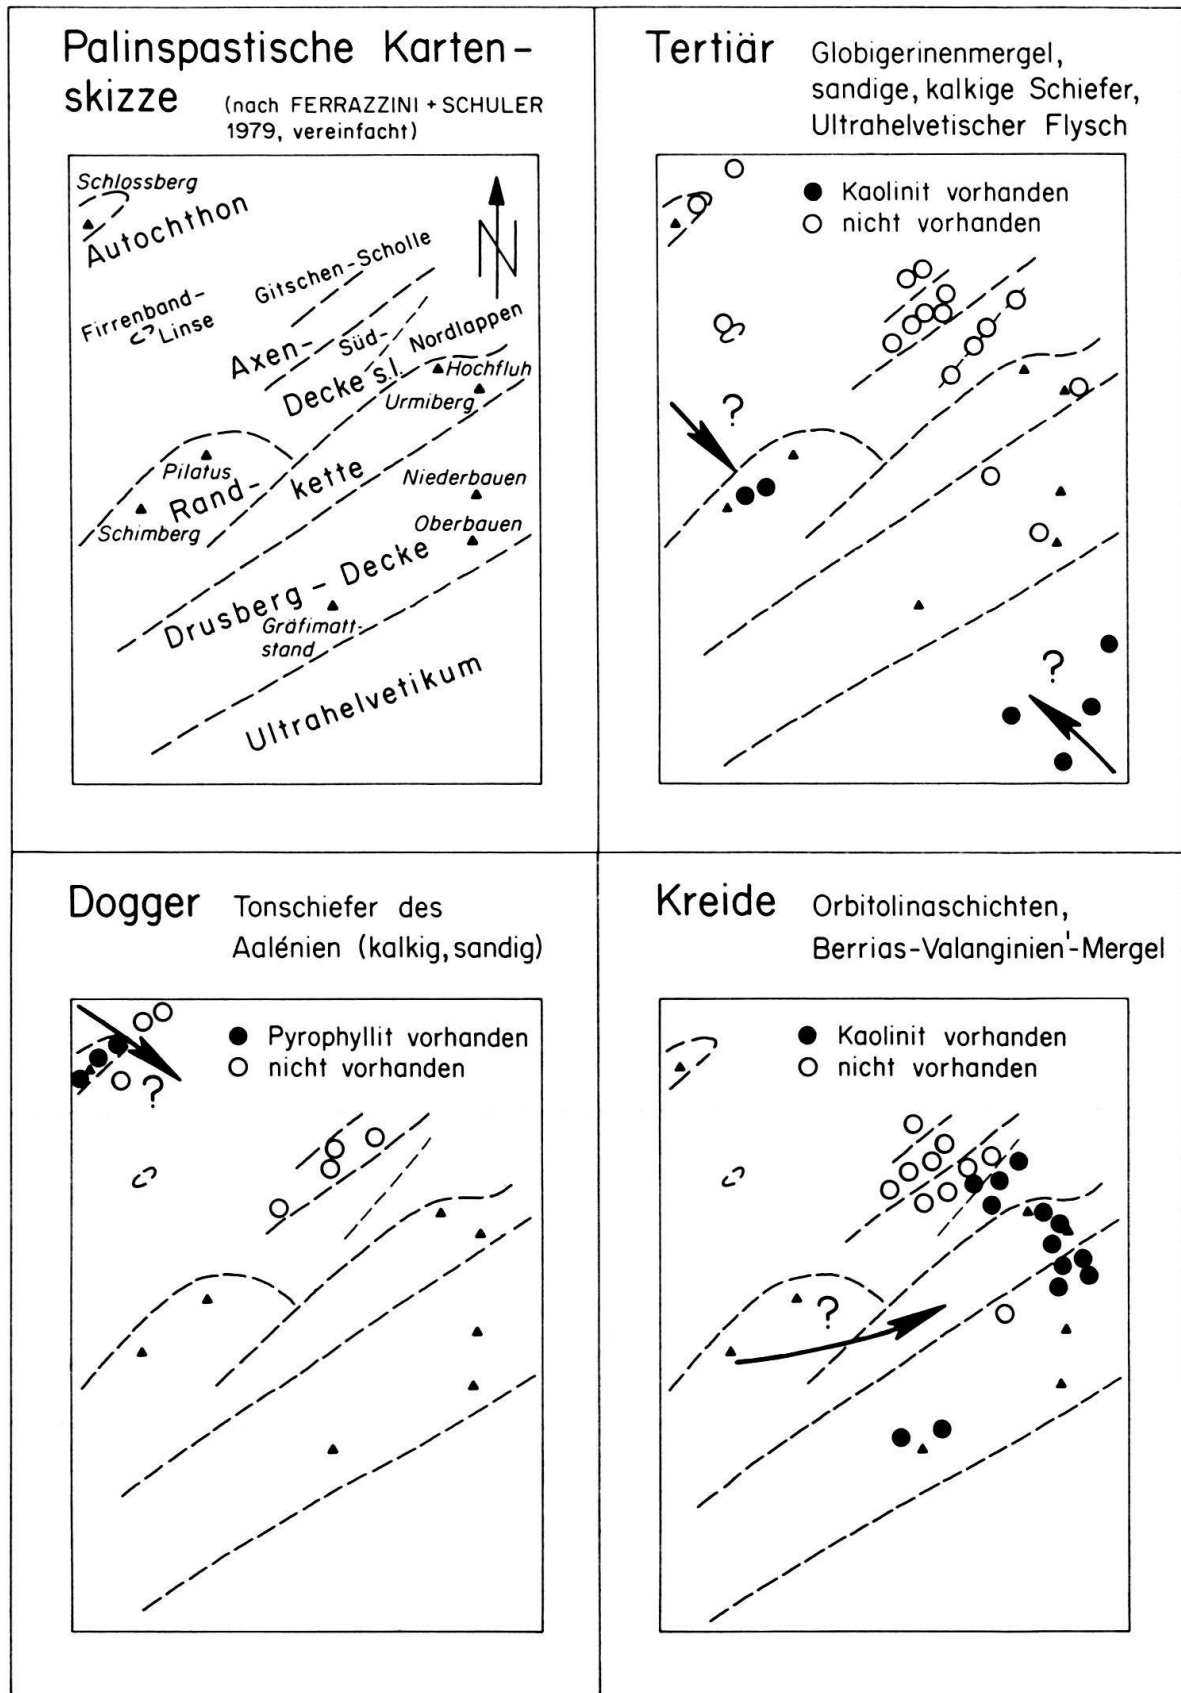 Palinspastische Karten-
skizze (nach FERRAZZINI + SCHULER
1979, vereinfacht)
Schlossberg
Autochthon
N
Gitschen-Scholle
Firrenband-
Linse
Axen-
Süd-
Nordlappen
Decke s.l.
Hochfluh
Urmiberg
Pilatus
Rand-
kette
Niederbauen
Schimberg
Oberbauen
Drusberg-Decke
Gräfimatt-
stand
Ultrahelvetikum
Tertiär Globigerinenmergel,
sandige, kalkige Schiefer,
Ultrahelvetischer Flysch
Kaolinit vorhanden
nicht vorhanden
?
?
Dogger Tonschiefer des
Aalénien (kalkig, sandig)
Pyrophyllit vorhanden
nicht vorhanden
?
Kreide Orbitolinaschichten,
Berrias-Valanginien'-Mergel
Kaolinit vorhanden
nicht vorhanden
?